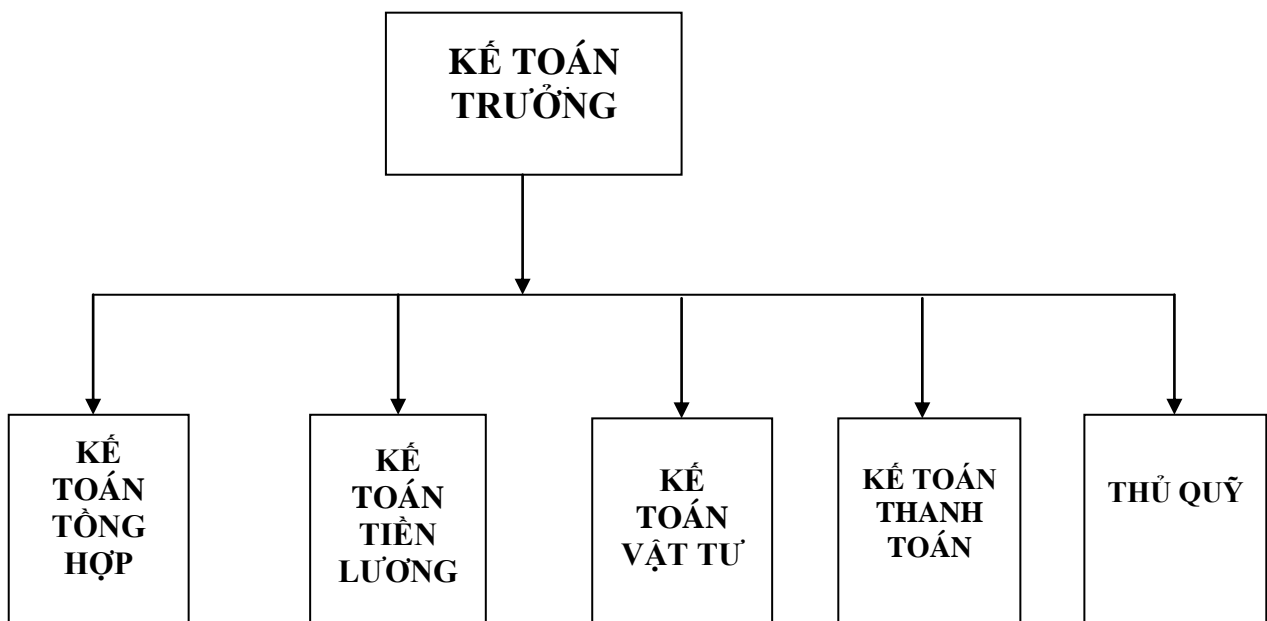 KẾ TOÁN
TRƯỞNG
KẾ
TOÁN
TỔNG
HỢP
KẾ
TOÁN
TIỀN
LƯƠNG
KẾ
TOÁN
VẬT TƯ
KẾ TOÁN
THANH
TOÁN
THỦ QUỸ